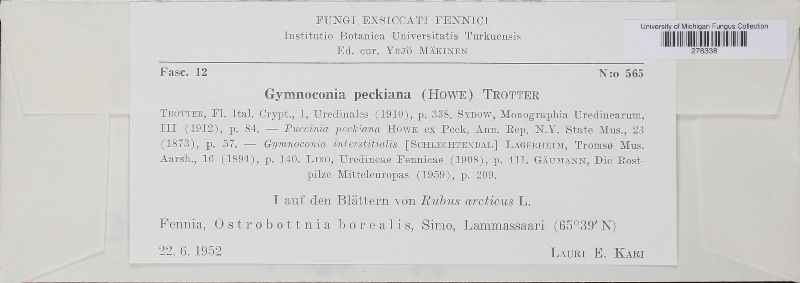 FUNGI EXSICCATI FENNICI
Institutio Botanica Universitatis Turkuensis
Ed. cur. YRJÖ MÄKINEN
University of Michigan Fungus Collection
278338
Fasc. 12 N:o 565
Gymnoconia peckiana (HOWE) TROTTER
TROTTER, Fl. Ital. Crypt., 1, Uredinales (1910), p. 338. SYDOW, Monographia Uredinearum,
III (1912), p. 84. — Puccinia peckiana HOWE ex Peck, Ann. Rep. N.Y. State Mus., 23
(1873), p. 57. — Gymnoconia interstitialis [SCHLECHTENDAL] LAGERHEIM, Tromsø Mus.
Aarsh., 16 (1894), p. 140. LIRO, Uredineae Fennicae (1908), p. 411. GÄUMANN, Die Rost-
pilze Mitteleuropas (1959), p. 209.
I auf den Blättern von Rubus arcticus L.
Fennia, Ostrobottnia borealis, Simo, Lammassaari (65°39′ N)
22. 6. 1952 LAURI E. KARI